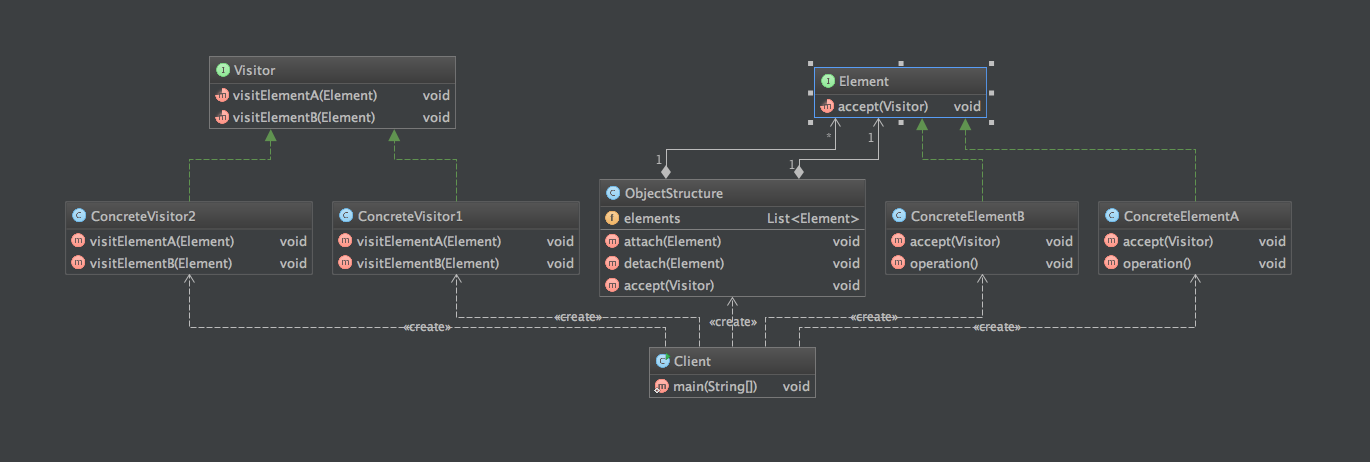 I Visitor
m visitElementA(Element) void
m visitElementB(Element) void
I Element
m accept(Visitor) void
* 1
1 1
C ConcreteVisitor2
m visitElementA(Element) void
m visitElementB(Element) void
C ConcreteVisitor1
m visitElementA(Element) void
m visitElementB(Element) void
C ObjectStructure
f elements List<Element>
m attach(Element) void
m detach(Element) void
m accept(Visitor) void
C ConcreteElementB
m accept(Visitor) void
m operation() void
C ConcreteElementA
m accept(Visitor) void
m operation() void
«create»
«create»
«create»
«create»
«create»
C Client
m main(String[]) void